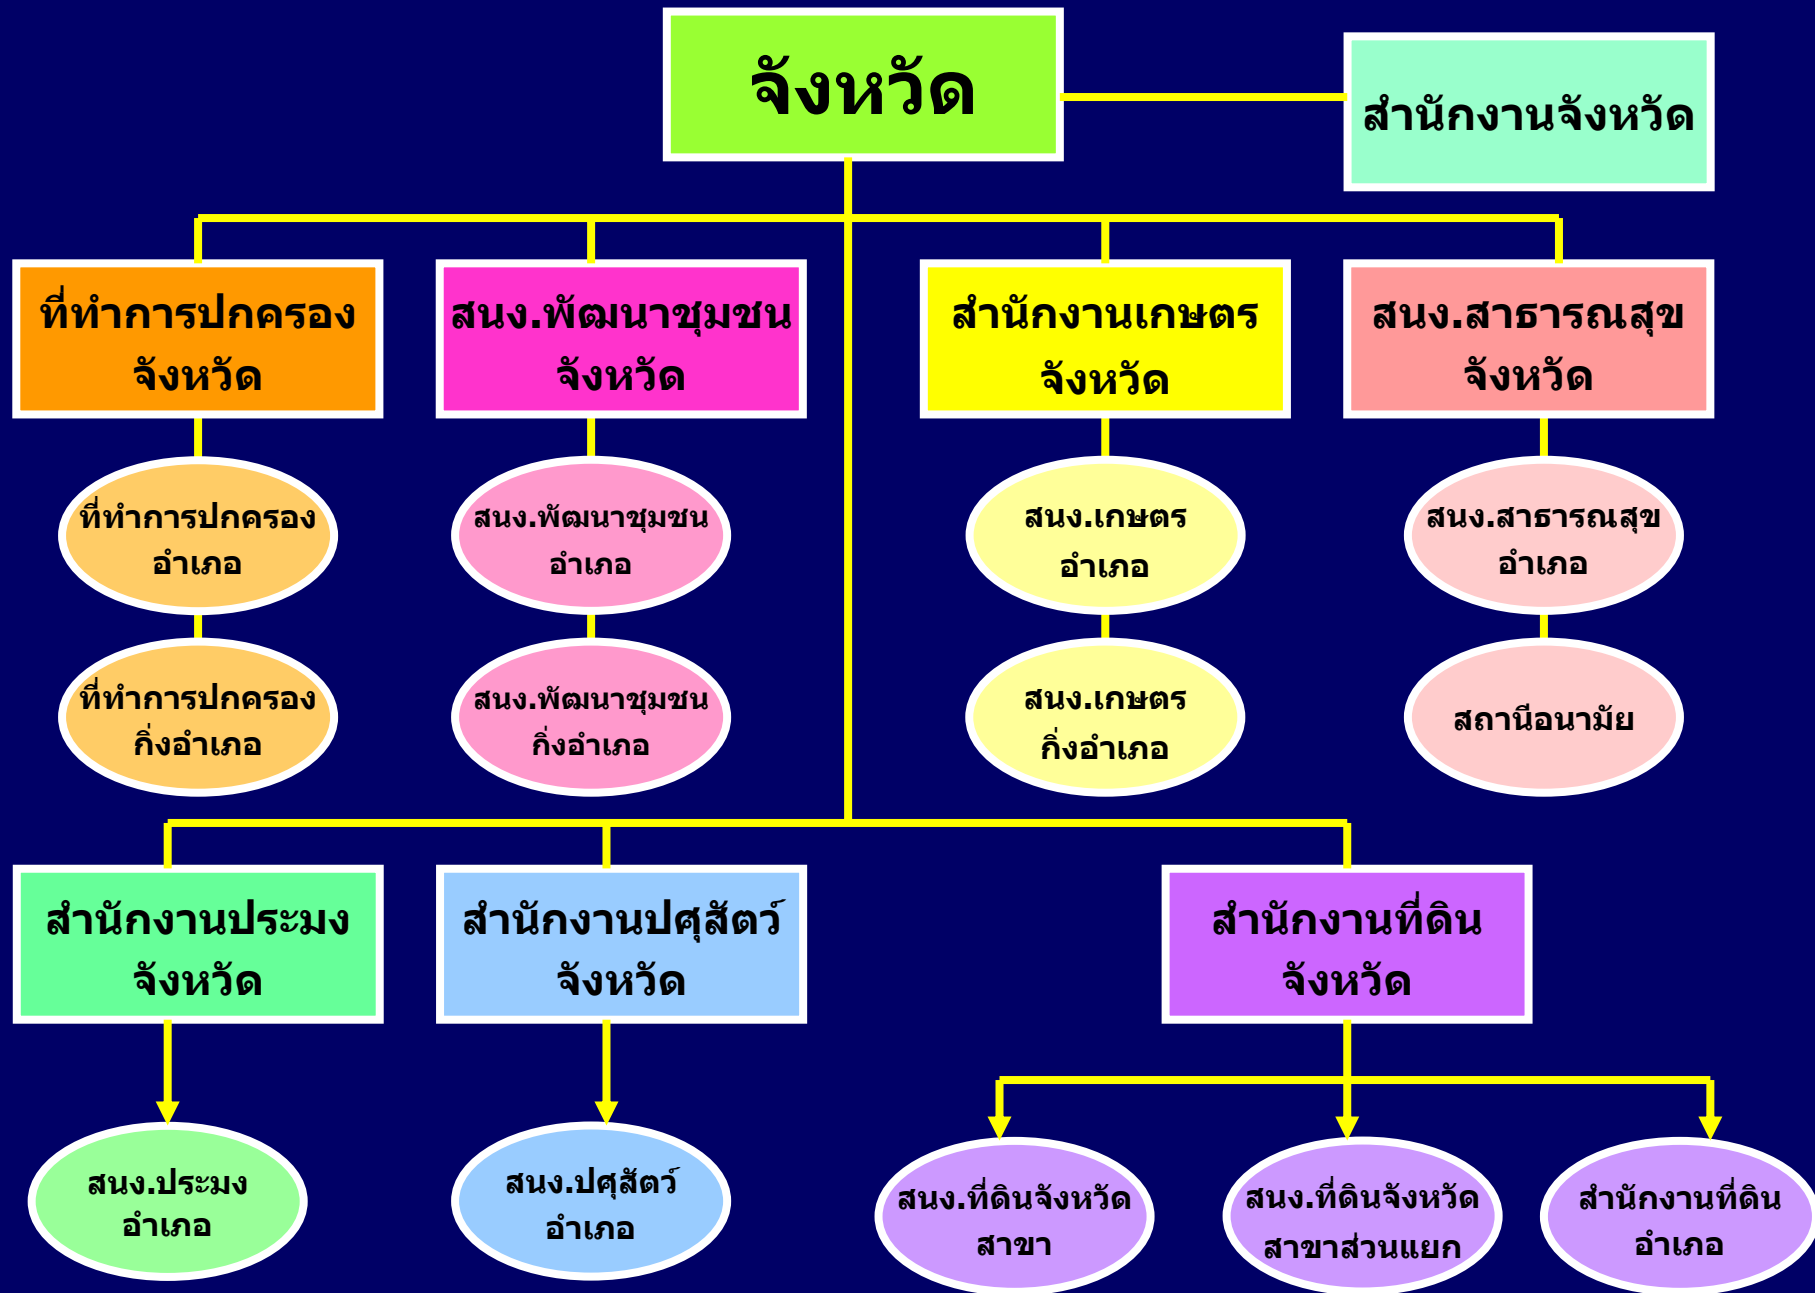 จังหวัด
สำนักงานจังหวัด
ที่ทำการปกครอง
จังหวัด
สนง.พัฒนาชุมชน
จังหวัด
สำนักงานเกษตร
จังหวัด
สนง.สาธารณสุข
จังหวัด
ที่ทำการปกครอง
อำเภอ
สนง.พัฒนาชุมชน
อำเภอ
สนง.เกษตร
อำเภอ
สนง.สาธารณสุข
อำเภอ
ที่ทำการปกครอง
กิ่งอำเภอ
สนง.พัฒนาชุมชน
กิ่งอำเภอ
สนง.เกษตร
กิ่งอำเภอ
สถานีอนามัย
สำนักงานประมง
จังหวัด
สำนักงานปศุสัตว์
จังหวัด
สำนักงานที่ดิน
จังหวัด
สนง.ประมง
อำเภอ
สนง.ปศุสัตว์
อำเภอ
สนง.ที่ดินจังหวัด
สาขา
สนง.ที่ดินจังหวัด
สาขาส่วนแยก
สำนักงานที่ดิน
อำเภอ